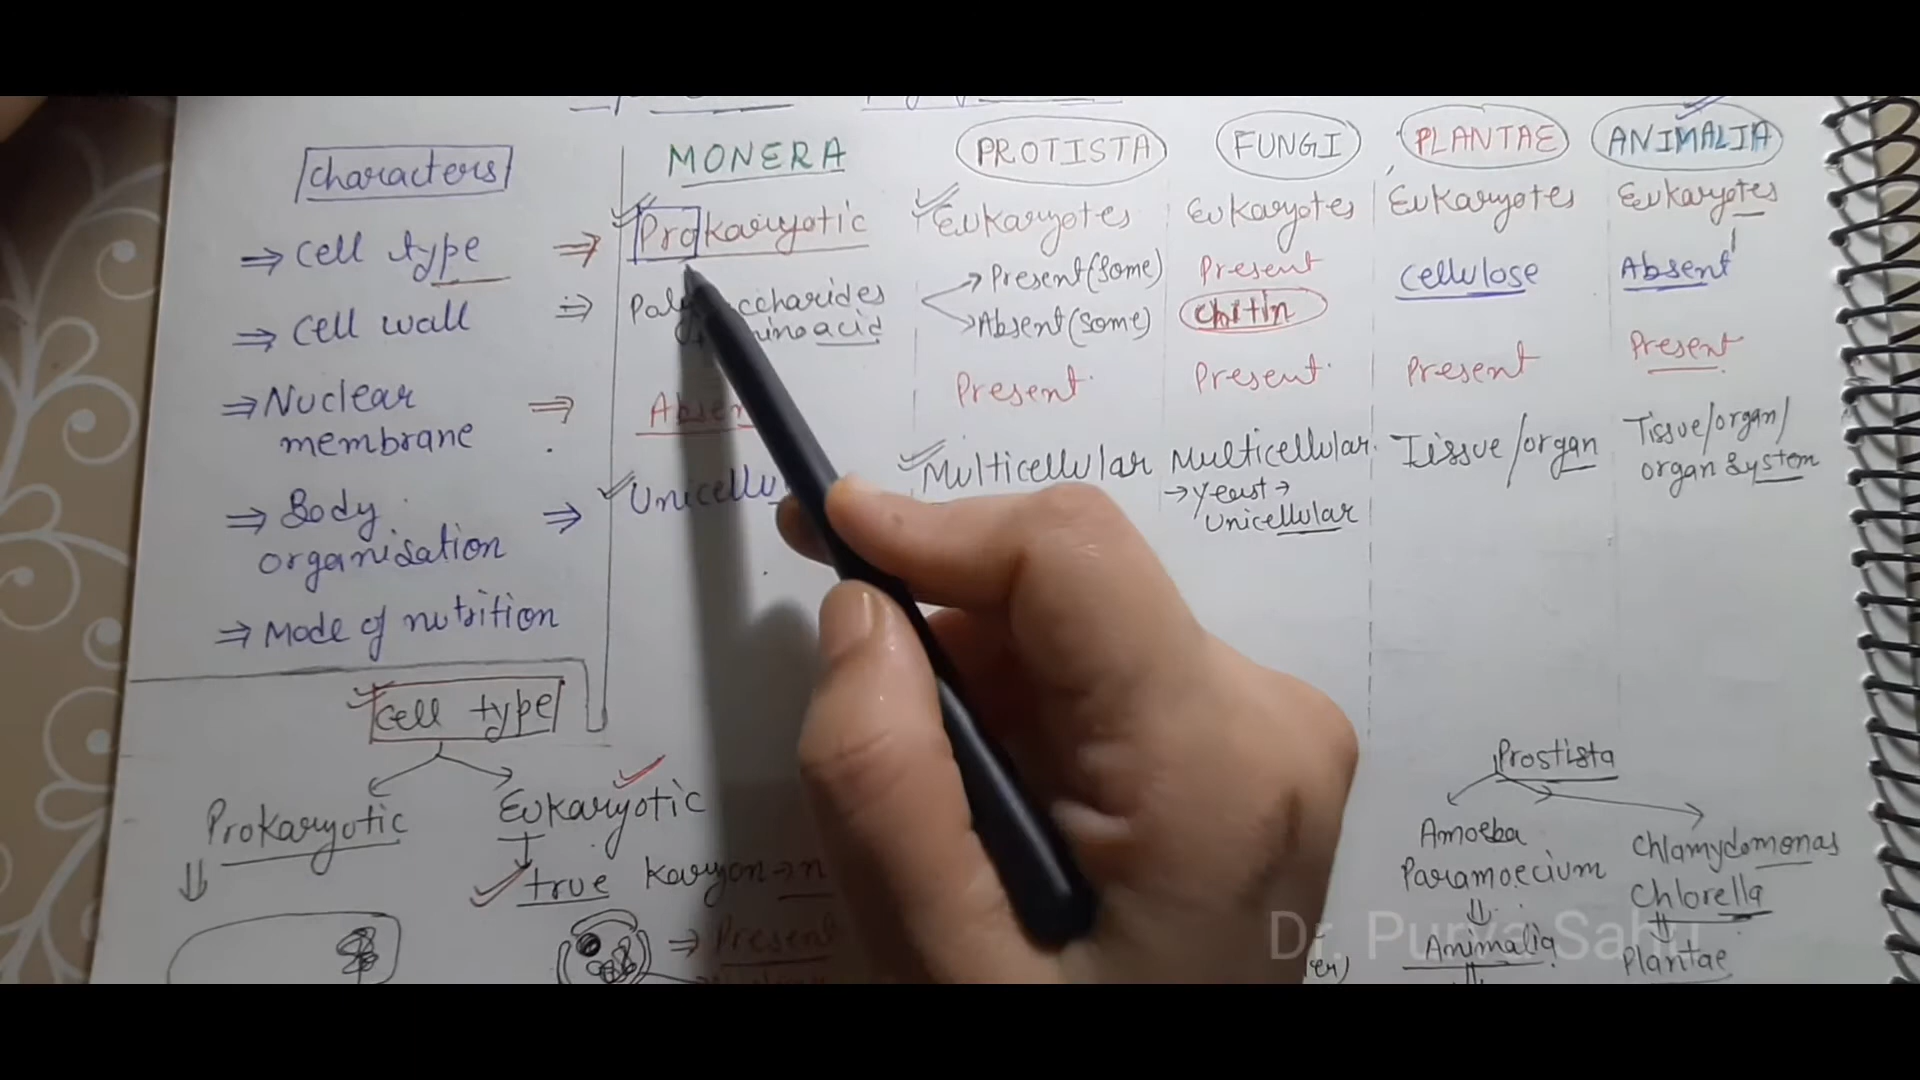 characters
MONERA
PROTISTA
FUNGI
PLANTAE
ANIMALIA
⇒ Cell type ⇒
Prokaryotic
Eukaryotes
Eukaryotes
Eukaryotes
Eukaryotes
⇒ Cell wall ⇒
acid
→ Present (some)
→ Absent (some)
Present
Chitin
Cellulose
Absent
⇒ Nuclear
membrane ⇒
Present
Present
Present
Present
⇒ Body
organisation ⇒
Multicellular
Multicellular
→ Yeast →
Unicellular
Tissue/organ
Tissue/organ/
organ System
⇒ Mode of nutrition
Cell type
Prokaryotic
Eukaryotic
true Karyon → n
⇒ Present
Prostista
Amoeba
Paramoecium
Animalia
Chlamydomonas
Chlorella
Plantae
Dr. Purva Sahu